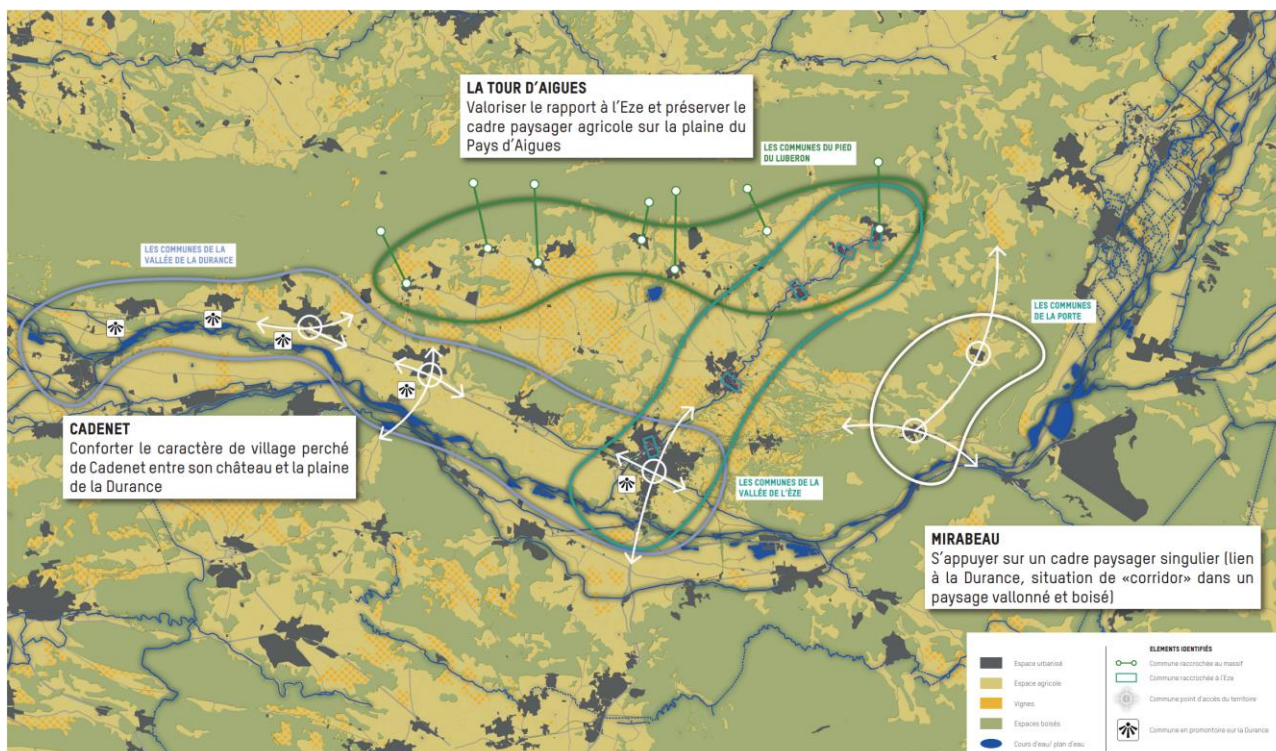 LA TOUR D'AIGUES
Valoriser le rapport à l'Eze et préserver le
cadre paysager agricole sur la plaine du
Pays d'Aigues
LES COMMUNES DU PIED
DU LUBERON
LES COMMUNES DE LA
VALLÉE DE LA DURANCE
LES COMMUNES
DE LA PORTE
CADENET
Conforter le caractère de village perché
de Cadenet entre son château et la plaine
de la Durance
LES COMMUNES DE LA
VALLÉE DE L'ÈZE
MIRABEAU
S'appuyer sur un cadre paysager singulier (lien
à la Durance, situation de «corridor» dans un
paysage vallonné et boisé)
Espace urbanisé
Espace agricole
Vignes
Espaces boisés
Cours d'eau/ plan d'eau
ELEMENTS IDENTIFIÉS
Commune raccrochée au massif
Commune raccrochée à l'Eze
Commune point d'accès du territoire
Commune en promontoire sur la Durance